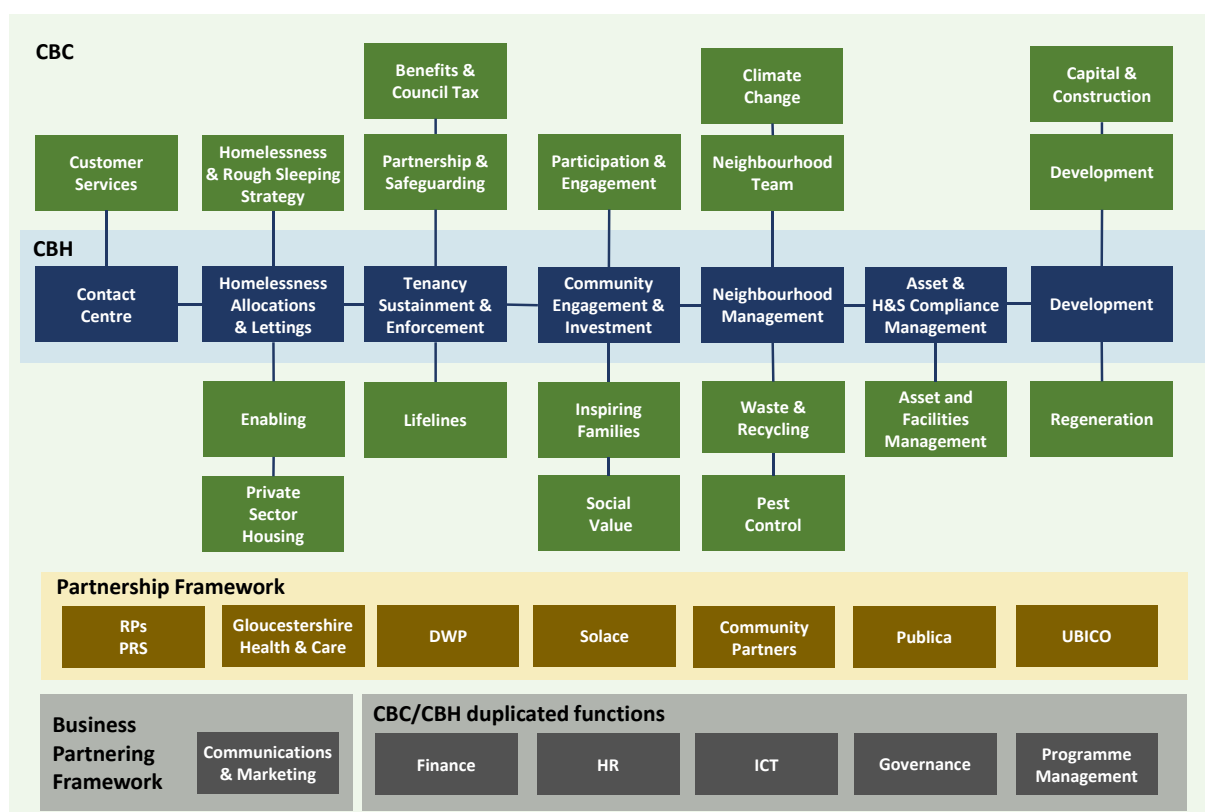 CBC
Benefits &
Council Tax
Climate
Change
Capital &
Construction
Customer
Services
Homelessness
& Rough Sleeping
Strategy
Partnership &
Safeguarding
Participation &
Engagement
Neighbourhood
Team
Development
CBH
Contact
Centre
Homelessness
Allocations
& Lettings
Tenancy
Sustainment &
Enforcement
Community
Engagement &
Investment
Neighbourhood
Management
Asset &
H&S Compliance
Management
Development
Enabling
Lifelines
Inspiring
Families
Waste &
Recycling
Asset and
Facilities
Management
Regeneration
Private
Sector
Housing
Social
Value
Pest
Control
Partnership Framework
RPs
PRS
Gloucestershire
Health & Care
DWP
Solace
Community
Partners
Publica
UBICO
Business
Partnering
Framework
Communications
& Marketing
CBC/CBH duplicated functions
Finance
HR
ICT
Governance
Programme
Management